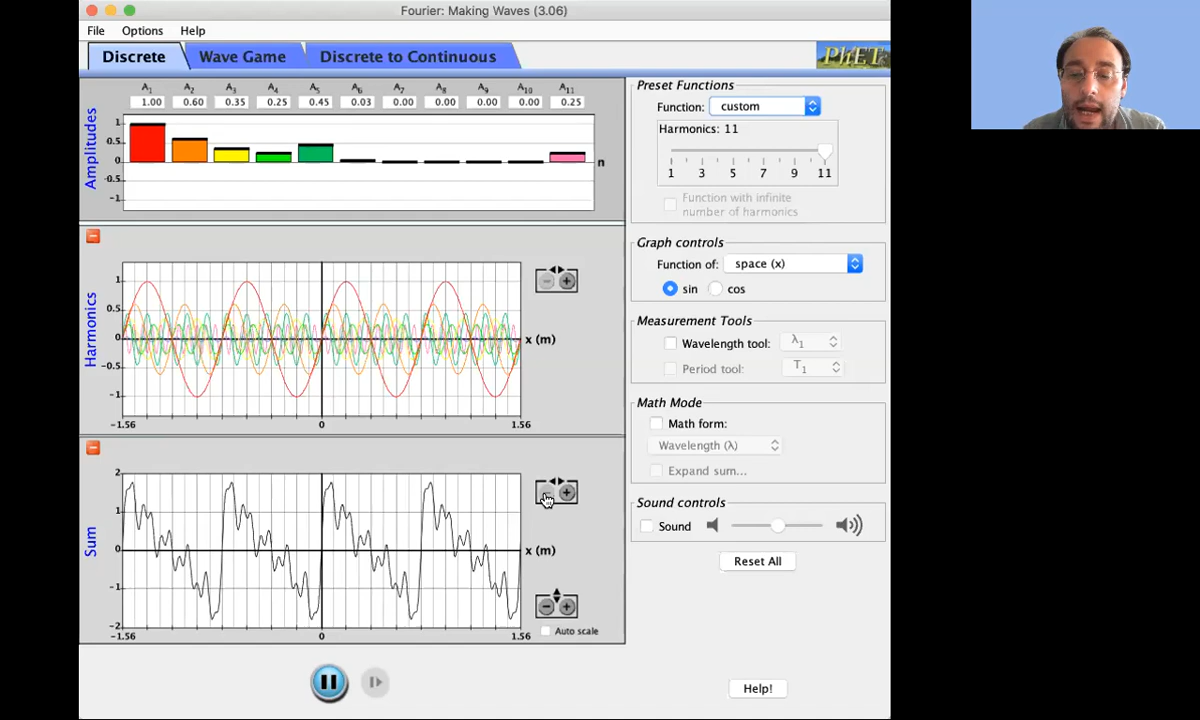 Fourier: Making Waves (3.06)
File Options Help
Discrete Wave Game Discrete to Continuous PhET
A1 A2 A3 A4 A5 A6 A7 A8 A9 A10 A11
1.00 0.60 0.35 0.25 0.45 0.03 0.00 0.00 0.00 0.00 0.25
Amplitudes
1
0.5
0.0
-0.5
-1
n
Harmonics
1
0.5
0
-0.5
-1
x (m)
-1.56 0 1.56
Sum
2
1
0
-1
-2
x (m)
-1.56 0 1.56
Auto scale
Preset Functions
Function: custom
Harmonics: 11
1 3 5 7 9 11
Function with infinite
number of harmonics
Graph controls
Function of: space (x)
sin cos
Measurement Tools
Wavelength tool: λ1
Period tool: T1
Math Mode
Math form:
Wavelength (λ)
Expand sum...
Sound controls
Sound
Reset All
Help!